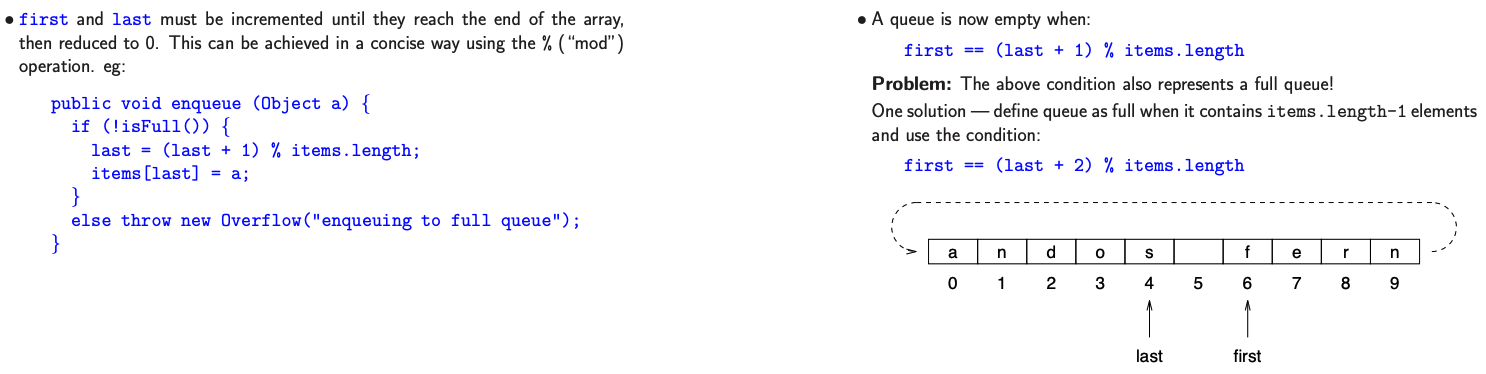 • first and last must be incremented until they reach the end of the array,
then reduced to 0. This can be achieved in a concise way using the % (“mod”)
operation. eg:
public void enqueue (Object a) {
if (!isFull()) {
last = (last + 1) % items.length;
items[last] = a;
}
else throw new Overflow("enqueuing to full queue");
}
• A queue is now empty when:
first == (last + 1) % items.length
Problem: The above condition also represents a full queue!
One solution — define queue as full when it contains items.length-1 elements
and use the condition:
first == (last + 2) % items.length
a n d o s f e r n
0 1 2 3 4 5 6 7 8 9
last first